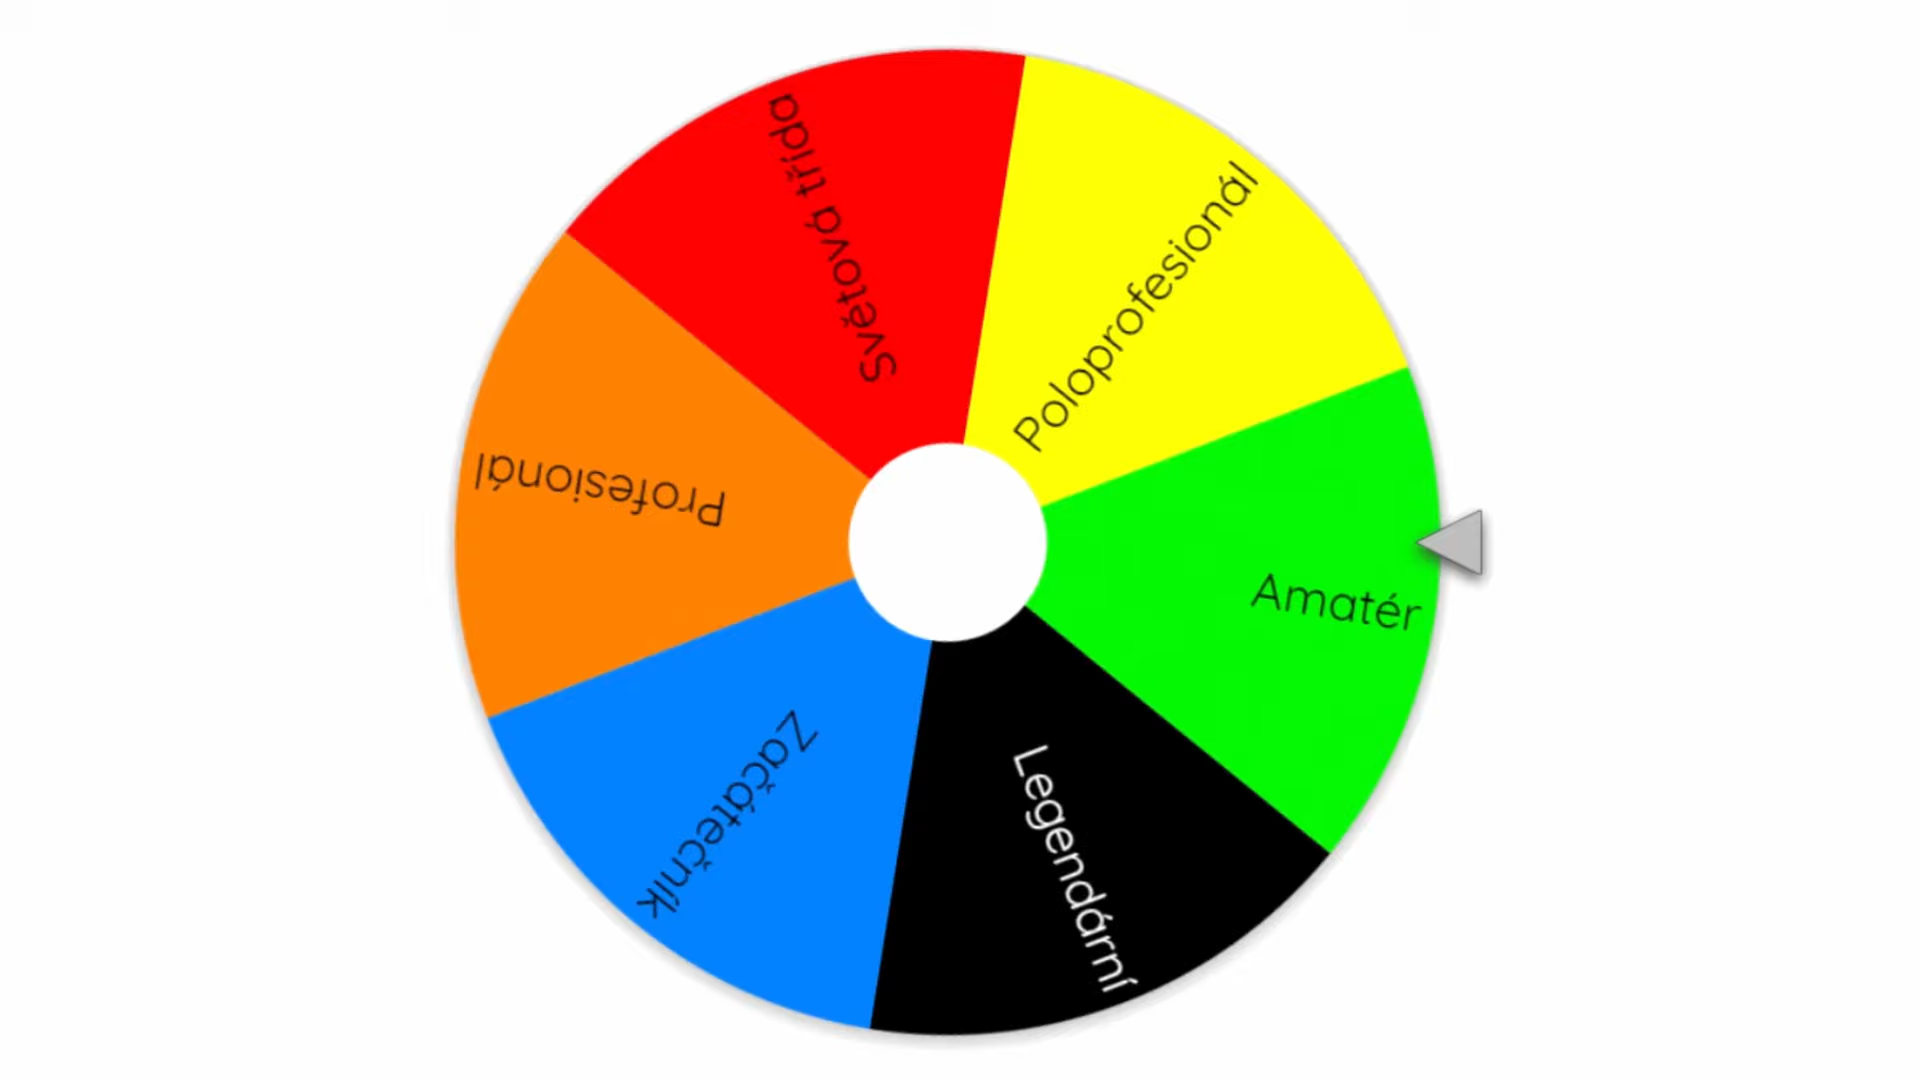 Světová třída
Poloprofesionál
Profesionál
Amatér
Začátečník
Legendární